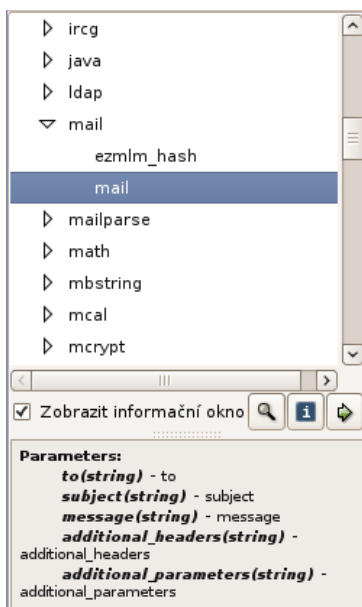 ircg
java
ldap
mail
ezmlm_hash
mail
mailparse
math
mbstring
mcal
mcrypt
Zobrazit informační okno
Parameters:
to(string) - to
subject(string) - subject
message(string) - message
additional_headers(string) -
additional_headers
additional_parameters(string) -
additional_parameters